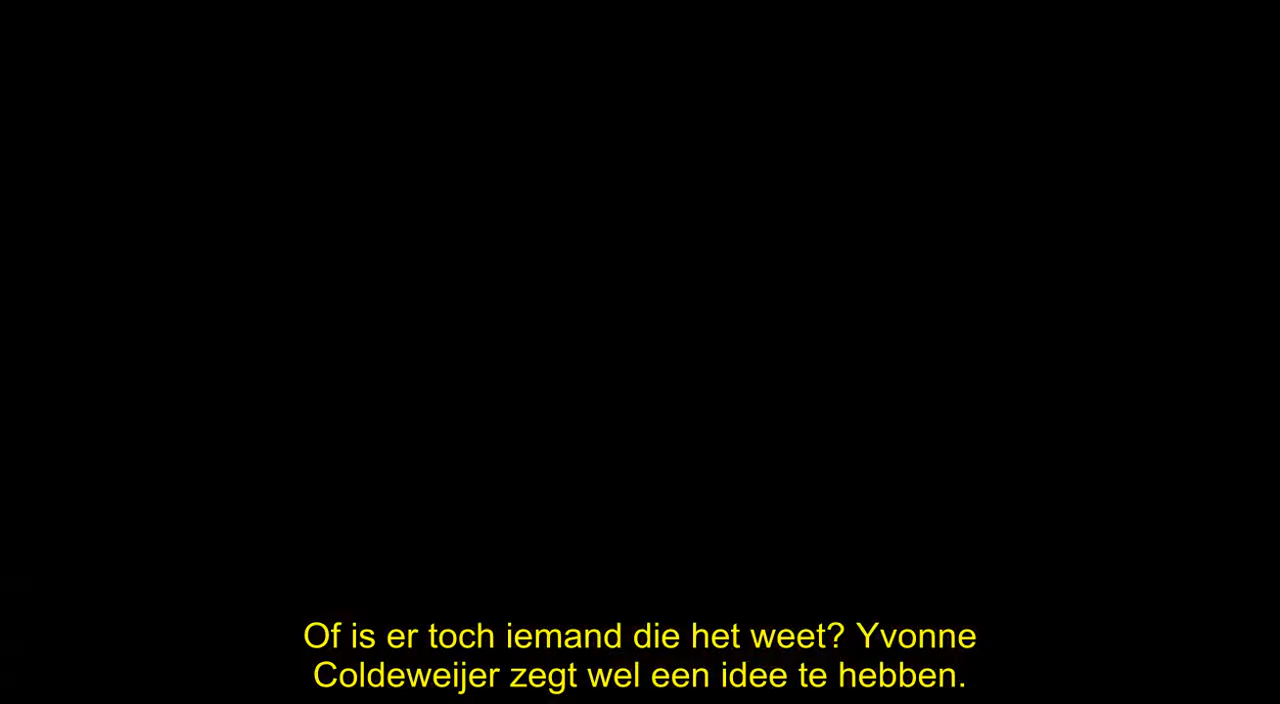 Of is er toch iemand die het weet? Yvonne
Coldeweijer zegt wel een idee te hebben.